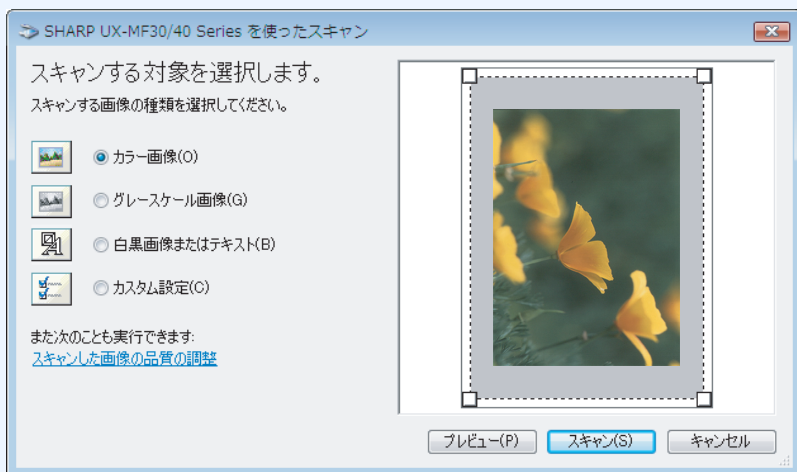 SHARP UX-MF30/40 Series を使ったスキャン
スキャンする対象を選択します。
スキャンする画像の種類を選択してください。
カラー画像(O)
グレースケール画像(G)
白黒画像またはテキスト(B)
カスタム設定(C)
また次のことも実行できます:
スキャンした画像の品質の調整
プレビュー(P)
スキャン(S)
キャンセル